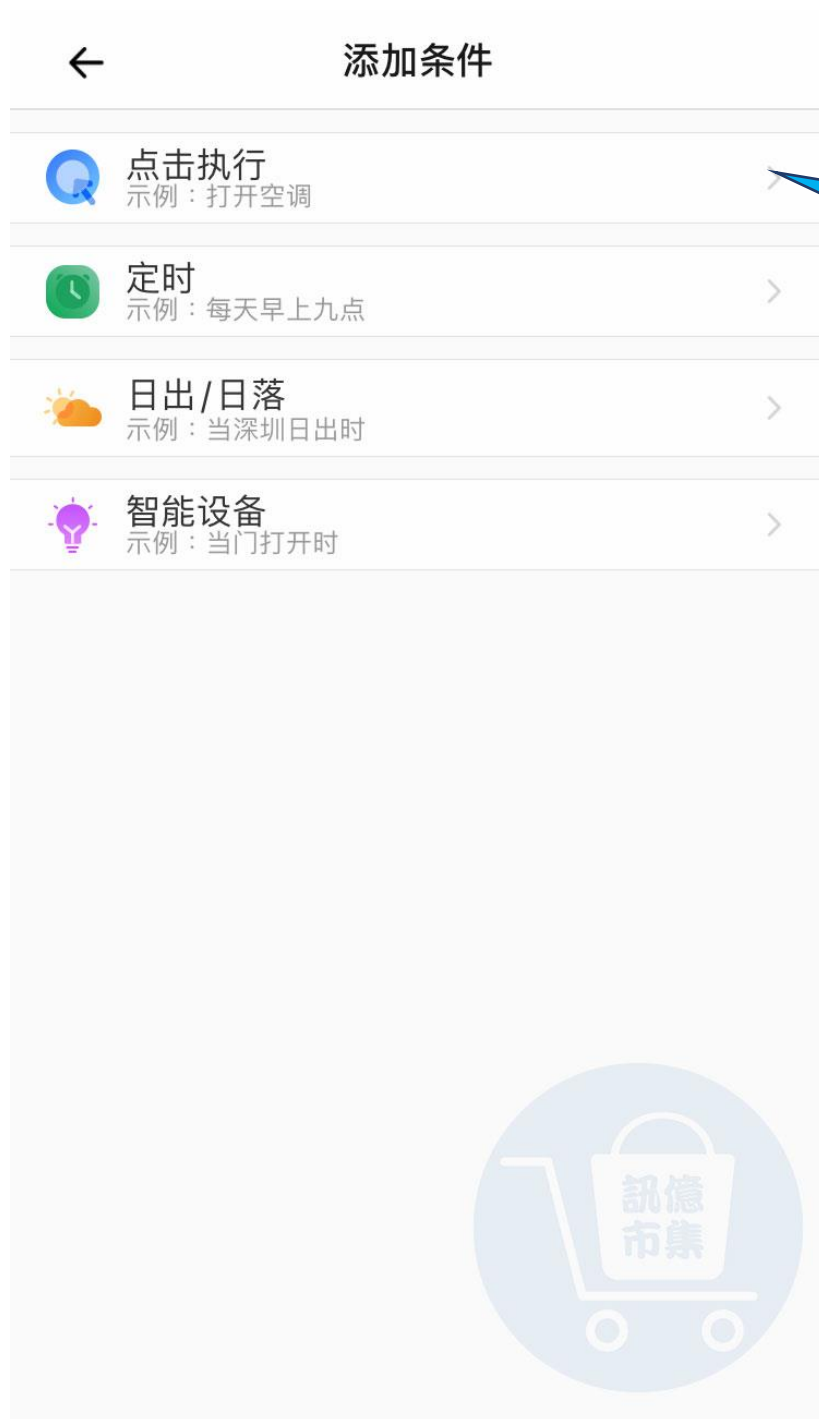 添加条件
点击执行
示例：打开空调
定时
示例：每天早上九点
日出/日落
示例：当深圳日出时
智能设备
示例：当门打开时
訊億
市集